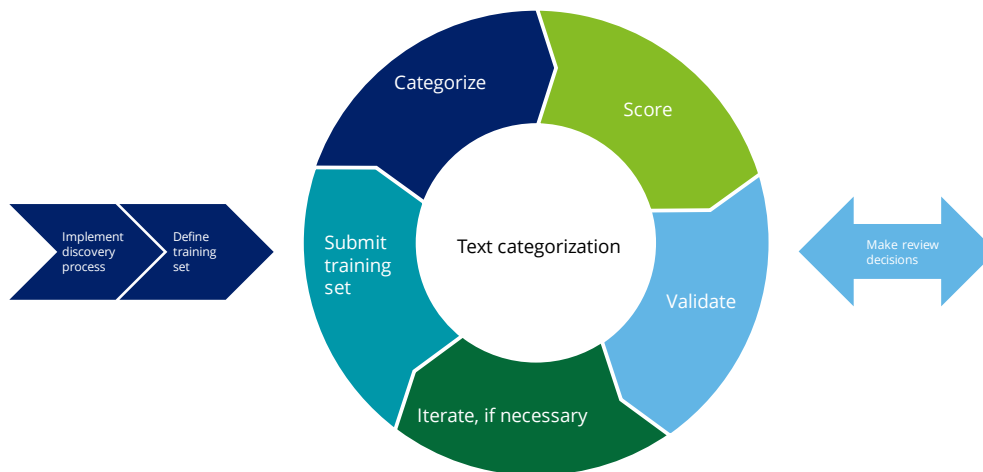 Implement
discovery
process
Define
training
set
Categorize
Score
Submit
training
set
Text categorization
Validate
Iterate, if necessary
Make review
decisions